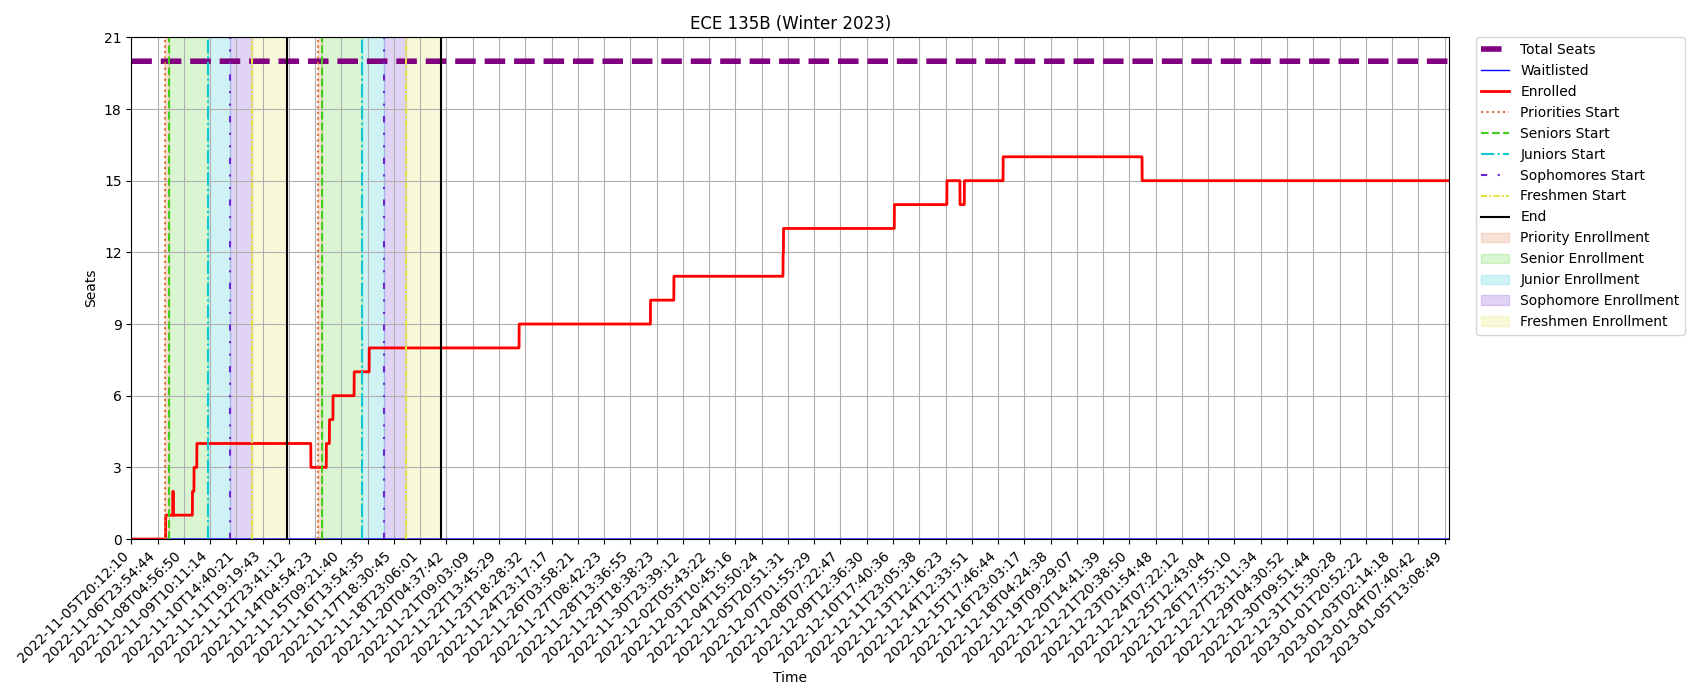 ECE 135B (Winter 2023)
21
18
15
12
9
6
3
0
Seats
2022-11-05T20:12:10
2022-11-06T23:54:44
2022-11-08T04:56:50
2022-11-09T10:11:14
2022-11-10T14:40:21
2022-11-11T19:19:43
2022-11-12T23:41:12
2022-11-14T04:54:23
2022-11-15T09:21:40
2022-11-16T13:54:35
2022-11-17T18:30:45
2022-11-18T23:06:01
2022-11-20T04:37:42
2022-11-21T09:03:09
2022-11-22T13:45:29
2022-11-23T18:28:32
2022-11-24T23:17:17
2022-11-26T03:58:21
2022-11-27T08:42:23
2022-11-28T13:36:55
2022-11-29T18:38:23
2022-11-30T23:39:12
2022-12-02T05:43:22
2022-12-03T10:45:16
2022-12-04T15:50:24
2022-12-05T20:51:31
2022-12-07T01:55:29
2022-12-08T07:22:47
2022-12-09T12:36:30
2022-12-10T17:40:36
2022-12-11T23:05:38
2022-12-13T12:16:23
2022-12-14T12:33:51
2022-12-15T17:46:44
2022-12-16T23:03:17
2022-12-18T04:24:38
2022-12-19T09:29:07
2022-12-20T14:41:39
2022-12-21T20:38:50
2022-12-23T01:54:48
2022-12-24T07:22:12
2022-12-25T12:43:04
2022-12-26T17:55:10
2022-12-27T23:11:34
2022-12-29T04:30:52
2022-12-30T09:51:44
2022-12-31T15:30:28
2023-01-01T20:52:22
2023-01-03T02:14:18
2023-01-04T07:40:42
2023-01-05T13:08:49
Time
Total Seats
Waitlisted
Enrolled
Priorities Start
Seniors Start
Juniors Start
Sophomores Start
Freshmen Start
End
Priority Enrollment
Senior Enrollment
Junior Enrollment
Sophomore Enrollment
Freshmen Enrollment